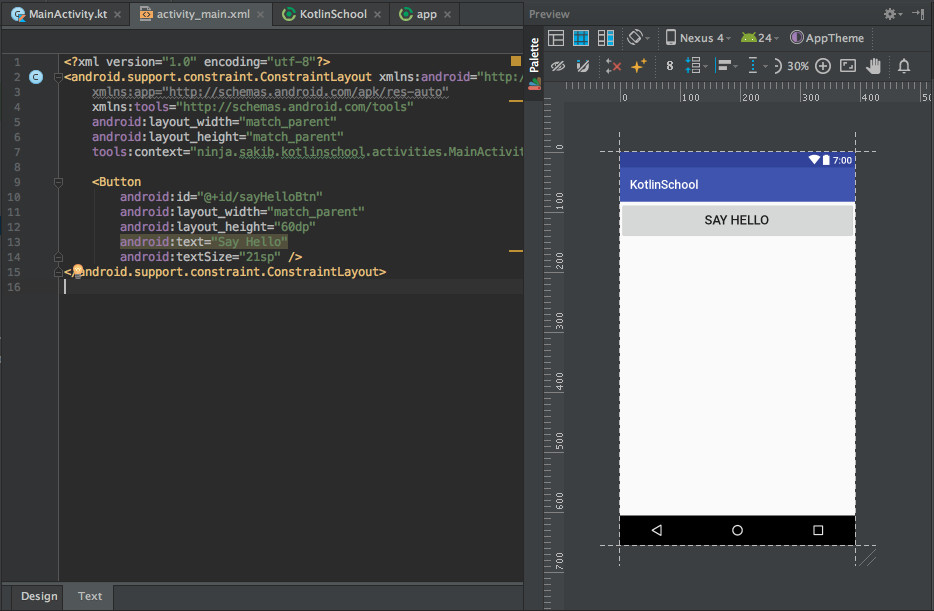 MainActivity.kt activity_main.xml KotlinSchool app
1 <?xml version="1.0" encoding="utf-8"?>
2 C <android.support.constraint.ConstraintLayout xmlns:android="http:/
3 xmlns:app="http://schemas.android.com/apk/res-auto"
4 xmlns:tools="http://schemas.android.com/tools"
5 android:layout_width="match_parent"
6 android:layout_height="match_parent"
7 tools:context="ninja.sakib.kotlinschool.activities.MainActivit
8
9 <Button
10 android:id="@+id/sayHelloBtn"
11 android:layout_width="match_parent"
12 android:layout_height="60dp"
13 android:text="Say Hello"
14 android:textSize="21sp" />
15 </android.support.constraint.ConstraintLayout>
16
Design Text
Preview
Palette
Nexus 4 24 AppTheme
8 30%
0 100 200 300 400 50
0
100
200
300
400
500
600
700
7:00
KotlinSchool
SAY HELLO